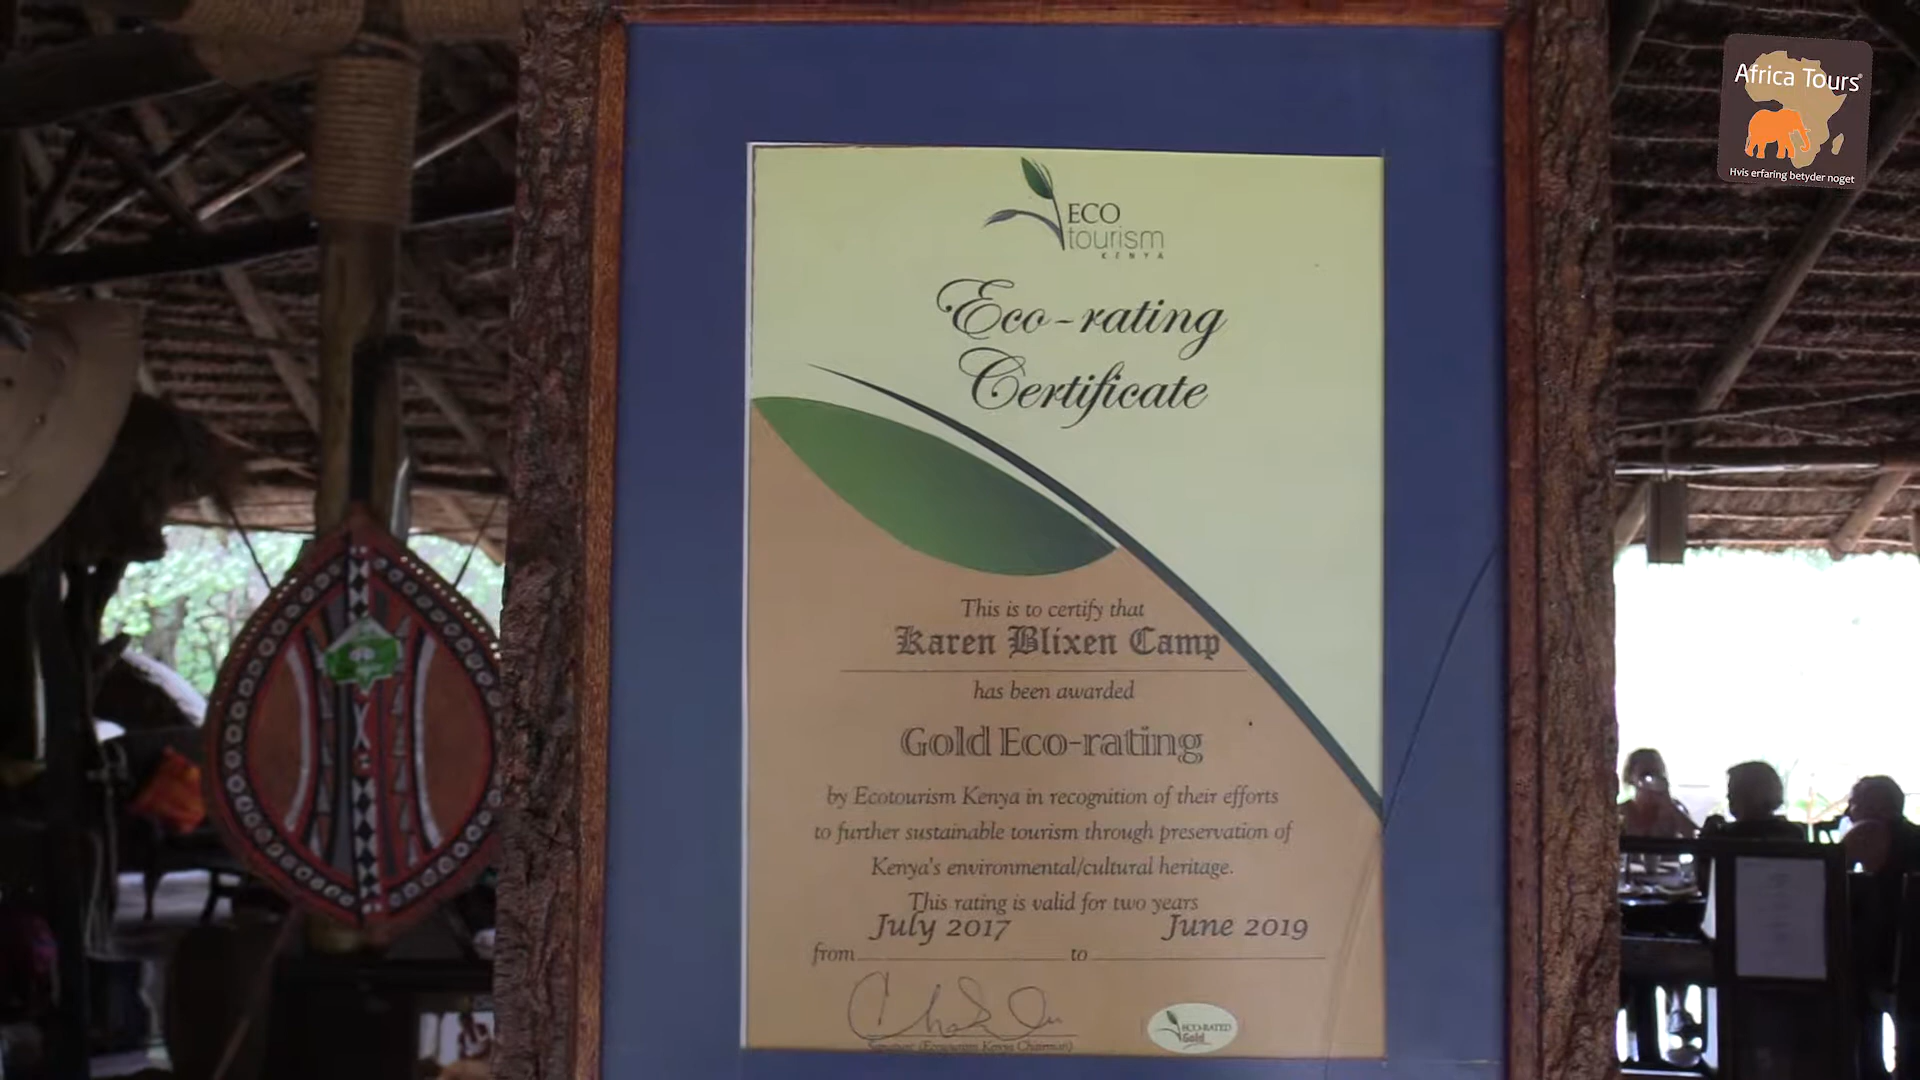 Africa Tours
Hvis erfaring betyder noget
ECO
tourism
KENYA
Eco-rating
Certificate
This is to certify that
Karen Blixen Camp
has been awarded
Gold Eco-rating
by Ecotourism Kenya in recognition of their efforts
to further sustainable tourism through preservation of
Kenya's environmental/cultural heritage.
This rating is valid for two years
July 2017 June 2019
from to
(Ecotourism Kenya Chairman)
ECO-RATED
Gold